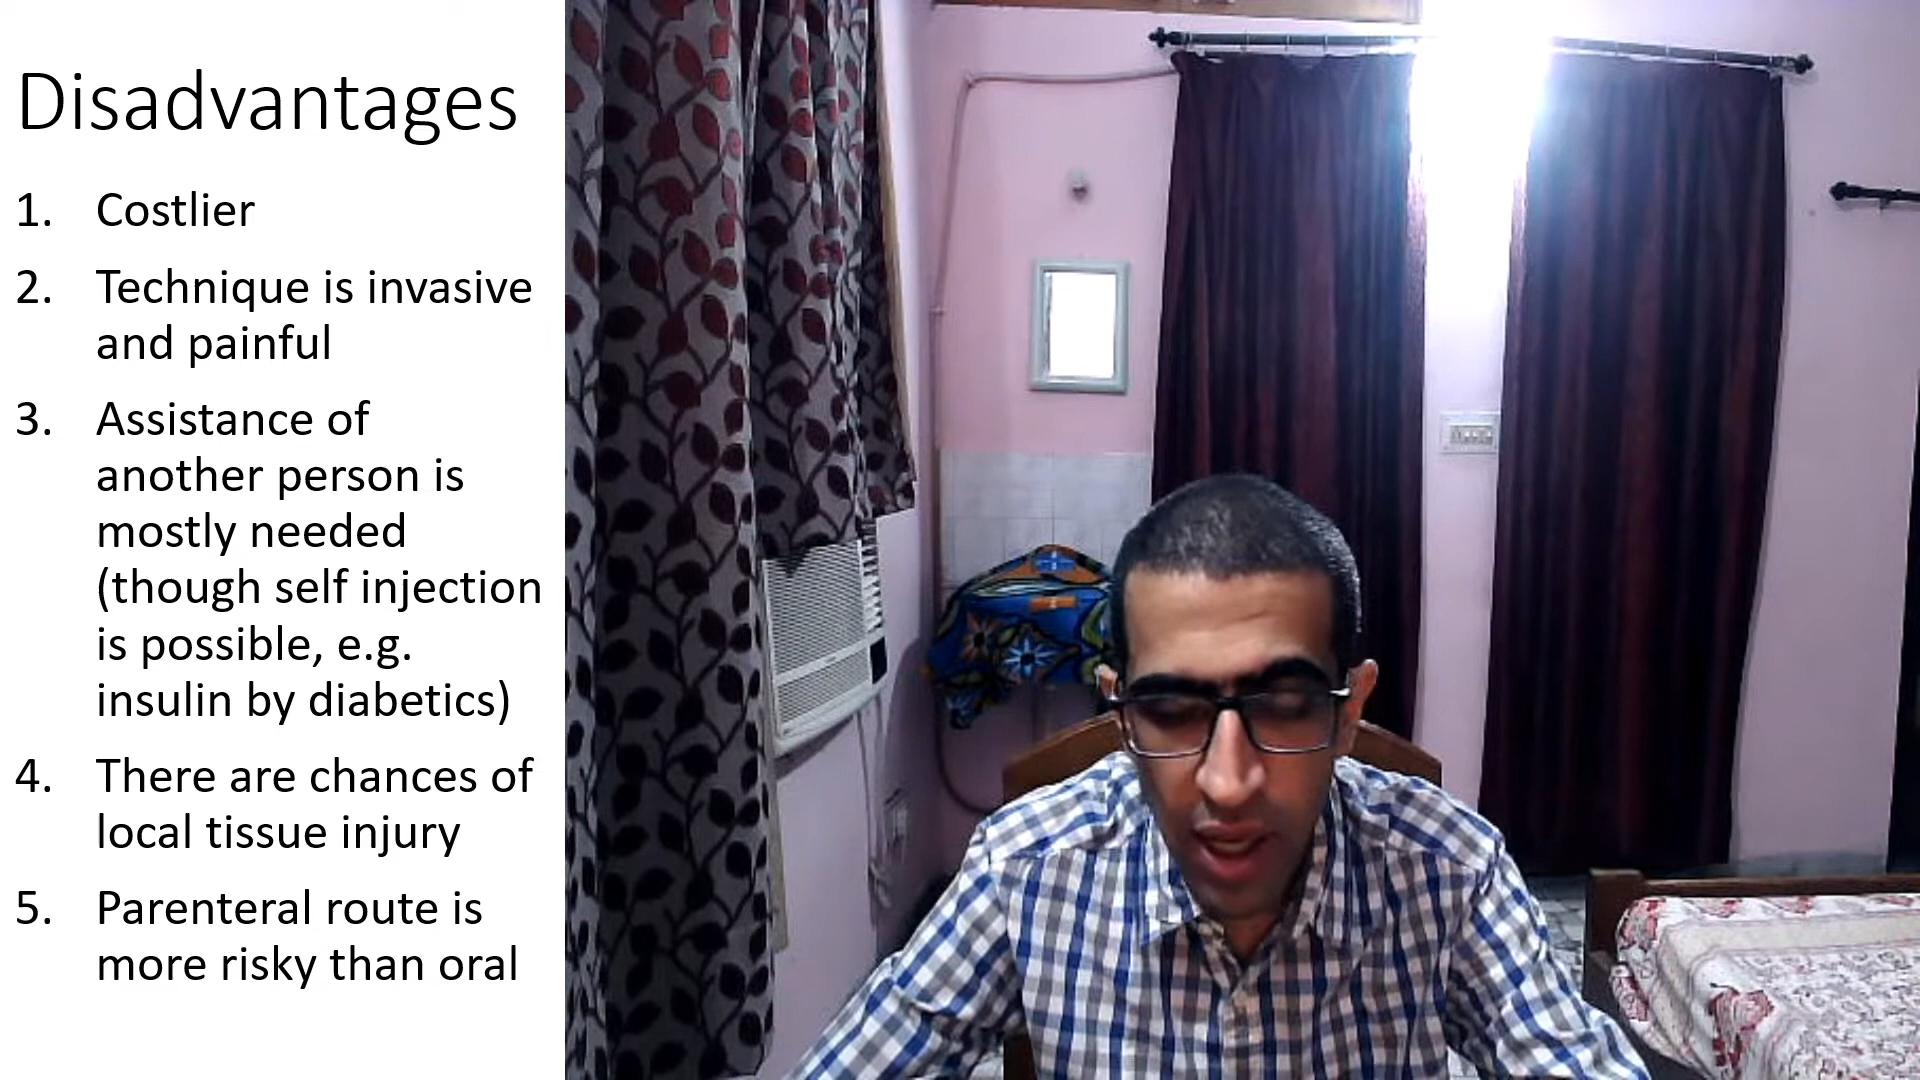 Disadvantages
1. Costlier
2. Technique is invasive
and painful
3. Assistance of
another person is
mostly needed
(though self injection
is possible, e.g.
insulin by diabetics)
4. There are chances of
local tissue injury
5. Parenteral route is
more risky than oral